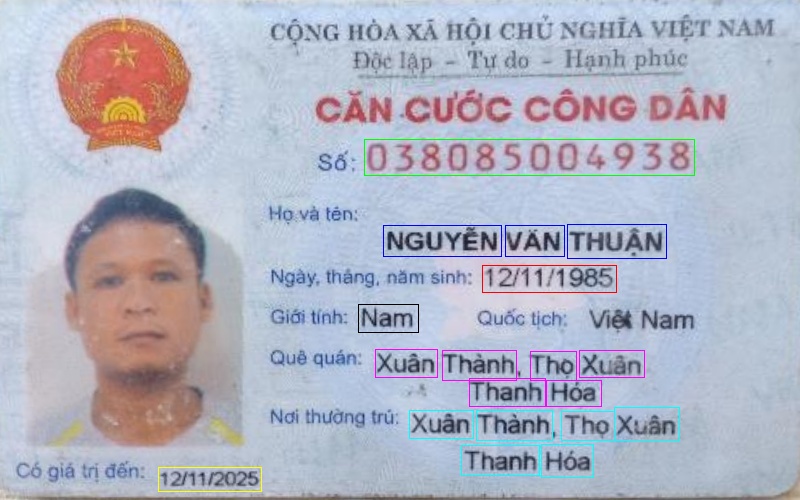 CỘNG HÒA XÃ HỘI CHỦ NGHĨA VIỆT NAM
Độc lập - Tự do - Hạnh phúc
CĂN CƯỚC CÔNG DÂN
Số: 038085004938
Họ và tên:
NGUYỄN VĂN THUẬN
Ngày, tháng, năm sinh: 12/11/1985
Giới tính: Nam Quốc tịch: Việt Nam
Quê quán: Xuân Thành, Thọ Xuân
Thanh Hóa
Nơi thường trú: Xuân Thành, Thọ Xuân
Thanh Hóa
Có giá trị đến: 12/11/2025